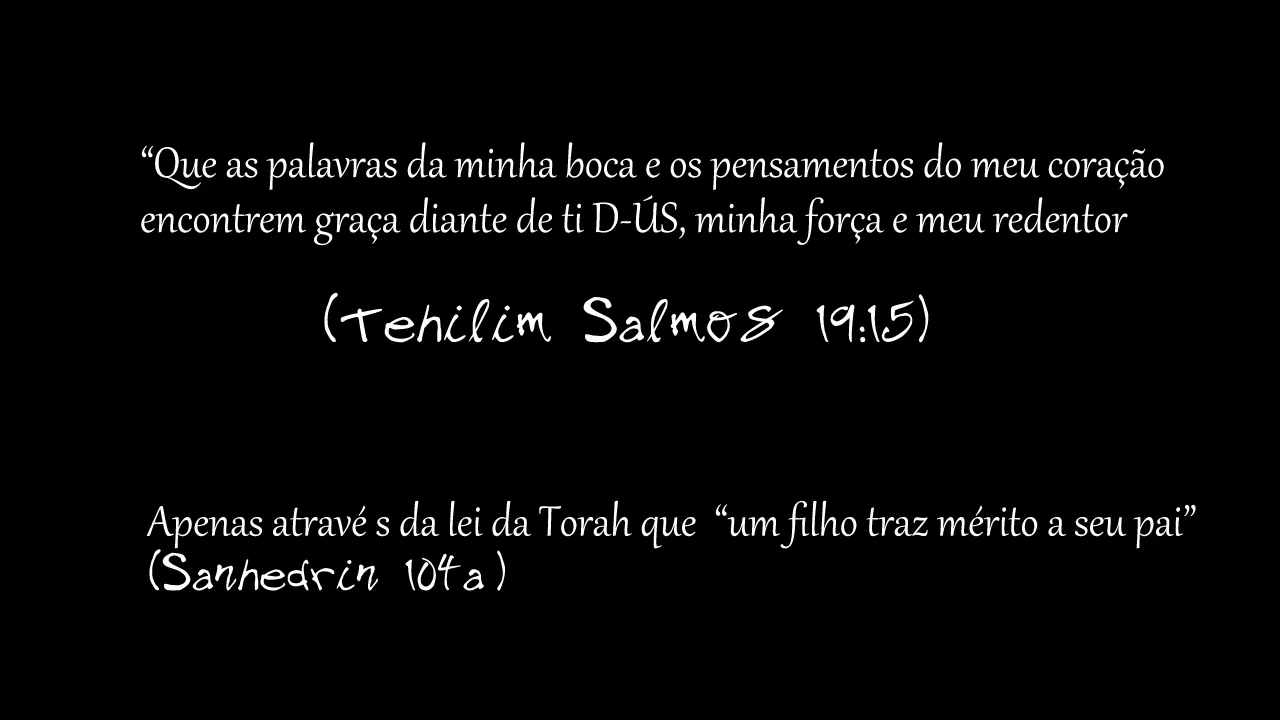 “Que as palavras da minha boca e os pensamentos do meu coração
encontrem graça diante de ti D-ÚS, minha força e meu redentor
(Tehilim Salmos 19:15)
Apenas atravé s da lei da Torah que “um filho traz mérito a seu pai”
(Sanhedrin 104a)